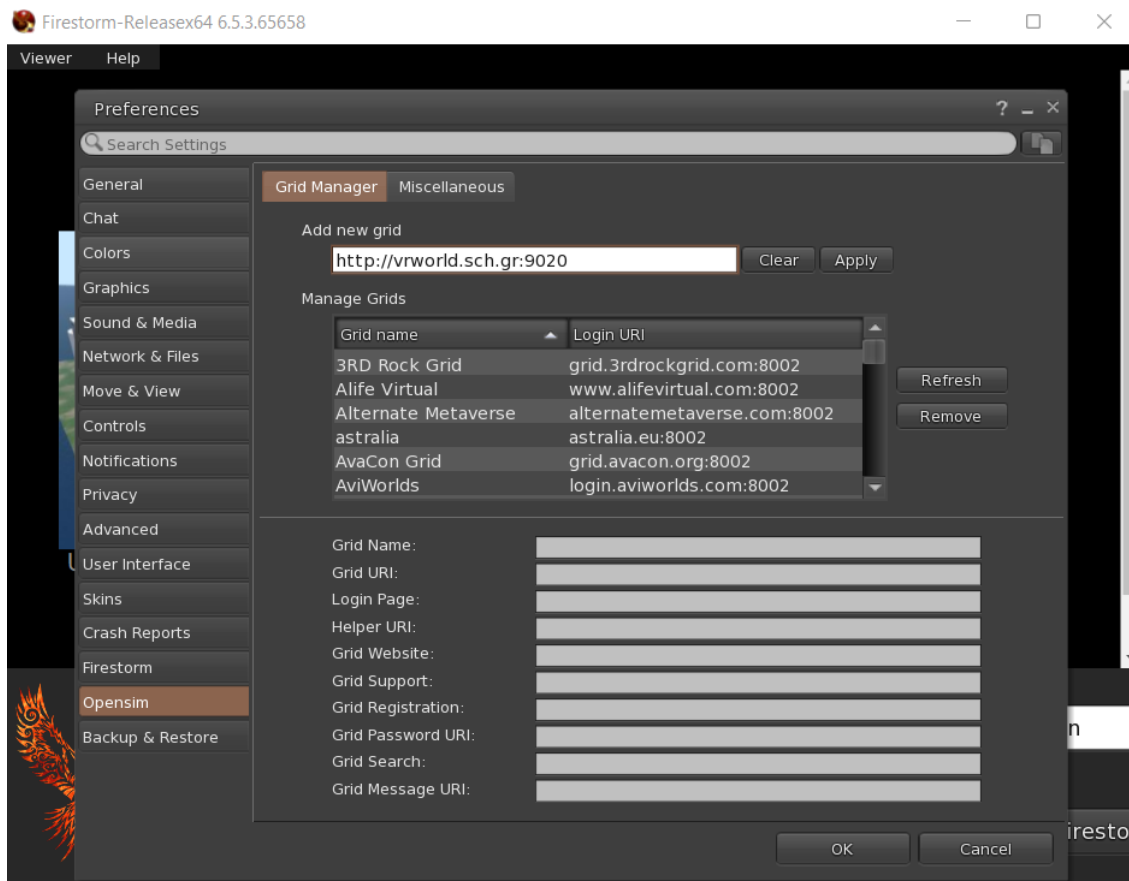 Firestorm-Releasex64 6.5.3.65658
Viewer Help
Preferences ?
Search Settings
General
Chat
Colors
Graphics
Sound & Media
Network & Files
Move & View
Controls
Notifications
Privacy
Advanced
User Interface
Skins
Crash Reports
Firestorm
Opensim
Backup & Restore
Grid Manager Miscellaneous
Add new grid
http://vrworld.sch.gr:9020 Clear Apply
Manage Grids
Grid name Login URI
3RD Rock Grid grid.3rdrockgrid.com:8002
Alife Virtual www.alifevirtual.com:8002
Alternate Metaverse alternatemetaverse.com:8002
astralia astralia.eu:8002
AvaCon Grid grid.avacon.org:8002
AviWorlds login.aviworlds.com:8002
Refresh
Remove
Grid Name:
Grid URI:
Login Page:
Helper URI:
Grid Website:
Grid Support:
Grid Registration:
Grid Password URI:
Grid Search:
Grid Message URI:
OK Cancel